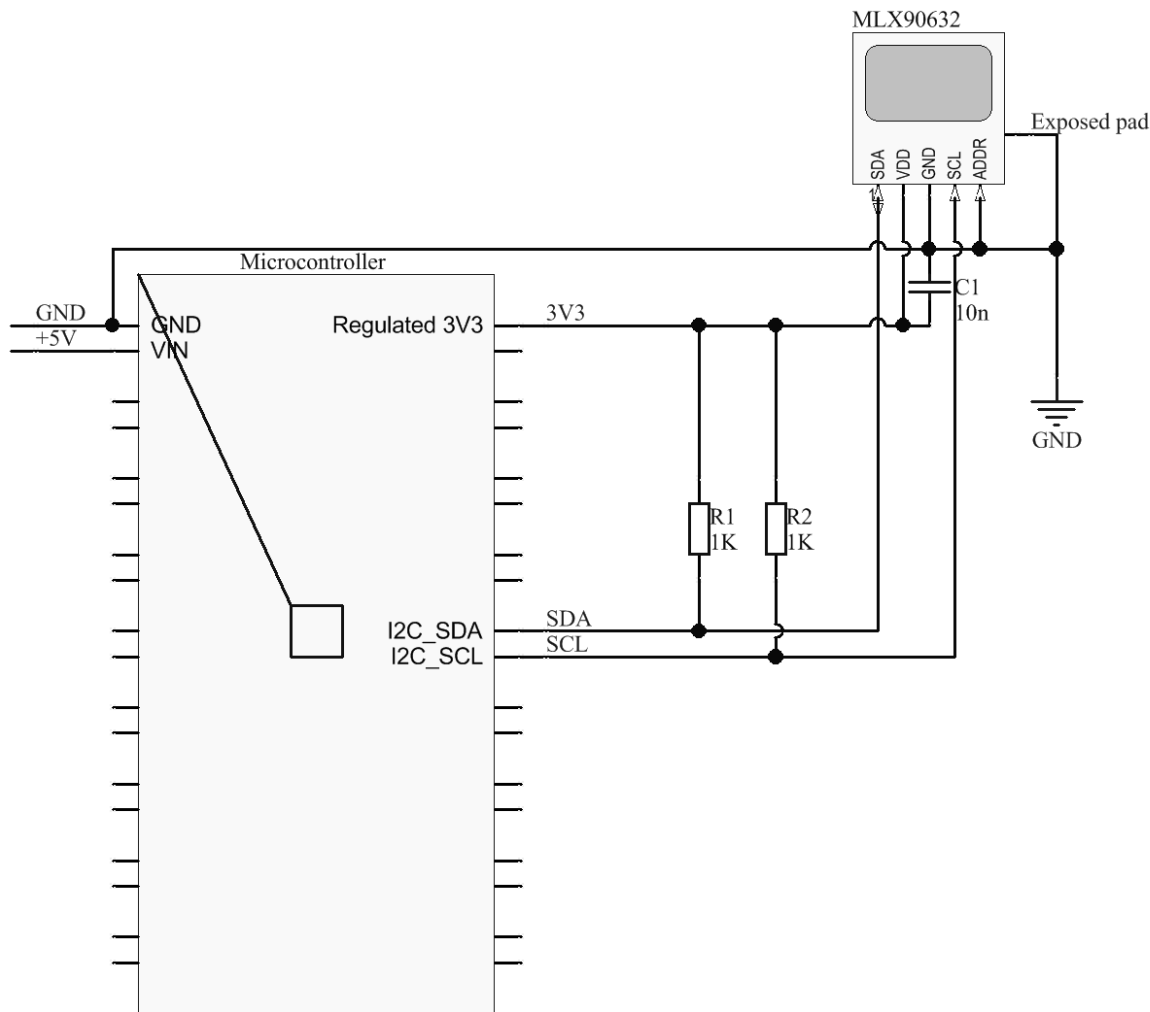 MLX90632
Exposed pad
SDA
VDD
GND
SCL
ADDR
1
Microcontroller
GND
+5V
GND
VIN
Regulated 3V3
3V3
C1
10n
GND
R1
1K
R2
1K
I2C_SDA
I2C_SCL
SDA
SCL